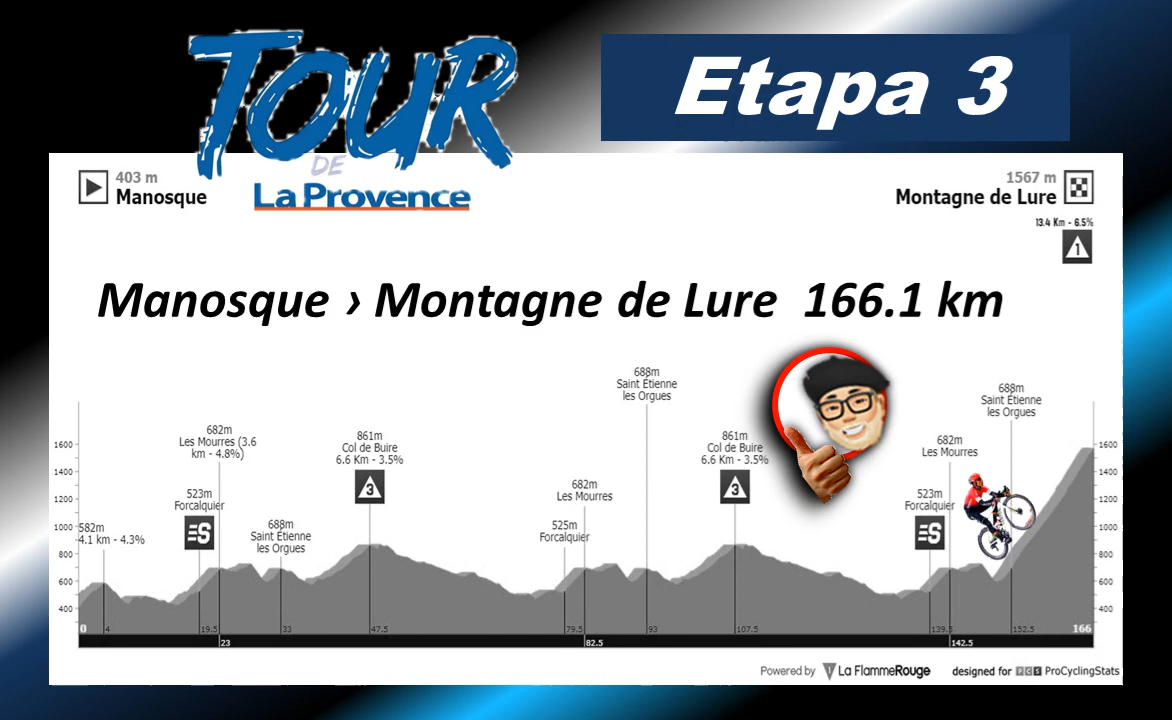 TOUR
DE
La Provence
Etapa 3
403 m
Manosque
1567 m
Montagne de Lure
13.4 Km - 6.5%
1
Manosque › Montagne de Lure 166.1 km
688m
Saint Étienne
les Orgues
688m
Saint Étienne
les Orgues
682m
Les Mourres (3.6
km - 4.8%)
861m
Col de Buire
6.6 Km - 3.5%
3
861m
Col de Buire
6.6 Km - 3.5%
3
682m
Les Mourres
682m
Les Mourres
523m
Forcalquier
S
523m
Forcalquier
S
582m
4.1 km - 4.3%
688m
Saint Étienne
les Orgues
525m
Forcalquier
1600
1400
1200
1000
800
600
400
1600
1400
1200
1000
800
600
400
0 4 19.5 33 47.5 79.5 93 107.5 139.5 152.5 166
23 82.5 142.5
Powered by La FlammeRouge designed for PCS ProCyclingStats